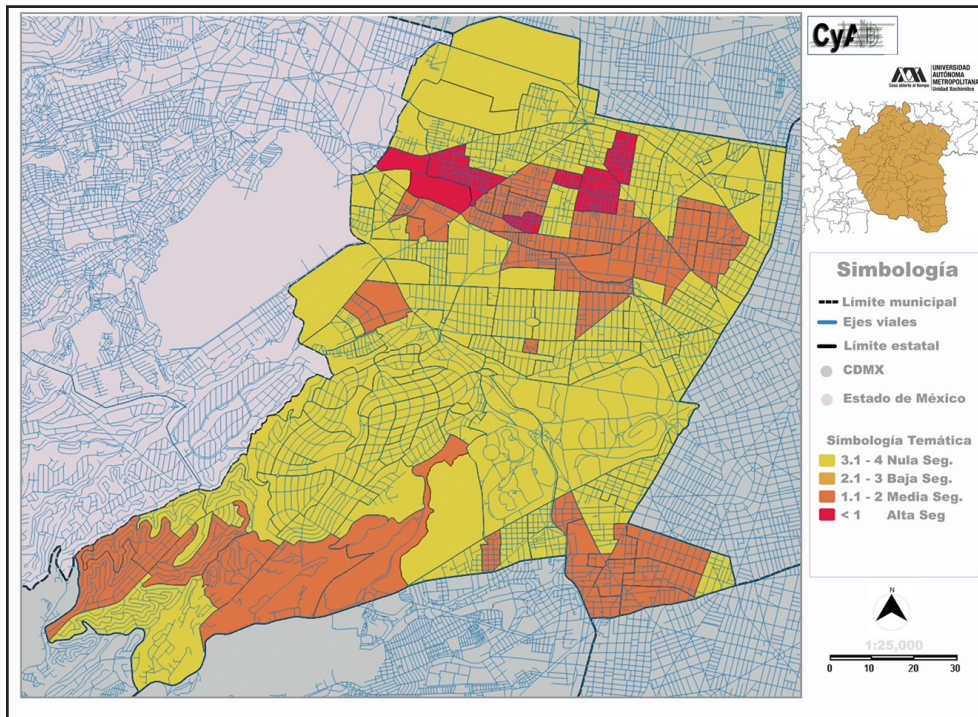 CyAD
UNIVERSIDAD
AUTÓNOMA
METROPOLITANA
Casa abierta al tiempo Unidad Xochimilco
Simbología
Límite municipal
Ejes viales
Límite estatal
CDMX
Estado de México
Simbología Temática
3.1 - 4 Nula Seg.
2.1 - 3 Baja Seg.
1.1 - 2 Media Seg.
< 1 Alta Seg
N
1:25,000
0 10 20 30